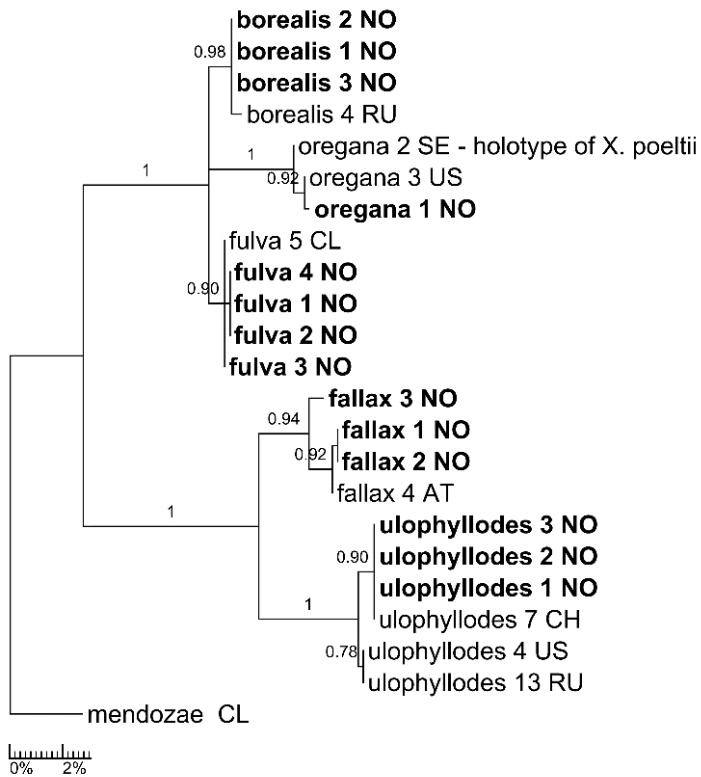 borealis 2 NO
0.98
borealis 1 NO
borealis 3 NO
borealis 4 RU
oregana 2 SE - holotype of X. poeltii
1
1
0.92
oregana 3 US
oregana 1 NO
fulva 5 CL
fulva 4 NO
0.90
fulva 1 NO
fulva 2 NO
fulva 3 NO
fallax 3 NO
0.94
fallax 1 NO
0.92
fallax 2 NO
fallax 4 AT
1
ulophyllodes 3 NO
0.90
ulophyllodes 2 NO
ulophyllodes 1 NO
1
ulophyllodes 7 CH
0.78
ulophyllodes 4 US
ulophyllodes 13 RU
mendozae CL
0% 2%